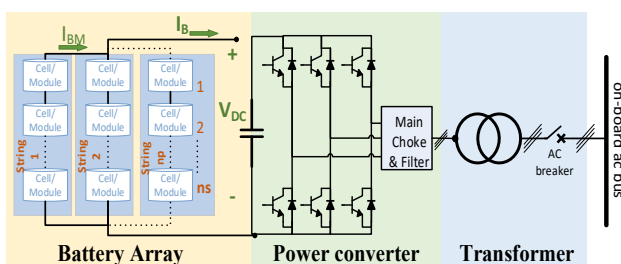 I_BM
I_B
+
Cell/
Module
Cell/
Module
Cell/
Module
1
Cell/
Module
Cell/
Module
Cell/
Module
2
String 1
String 2
String np
Cell/
Module
Cell/
Module
Cell/
Module
ns
V_DC
-
Main
Choke
& Filter
AC
breaker
on-board ac bus
Battery Array
Power converter
Transformer